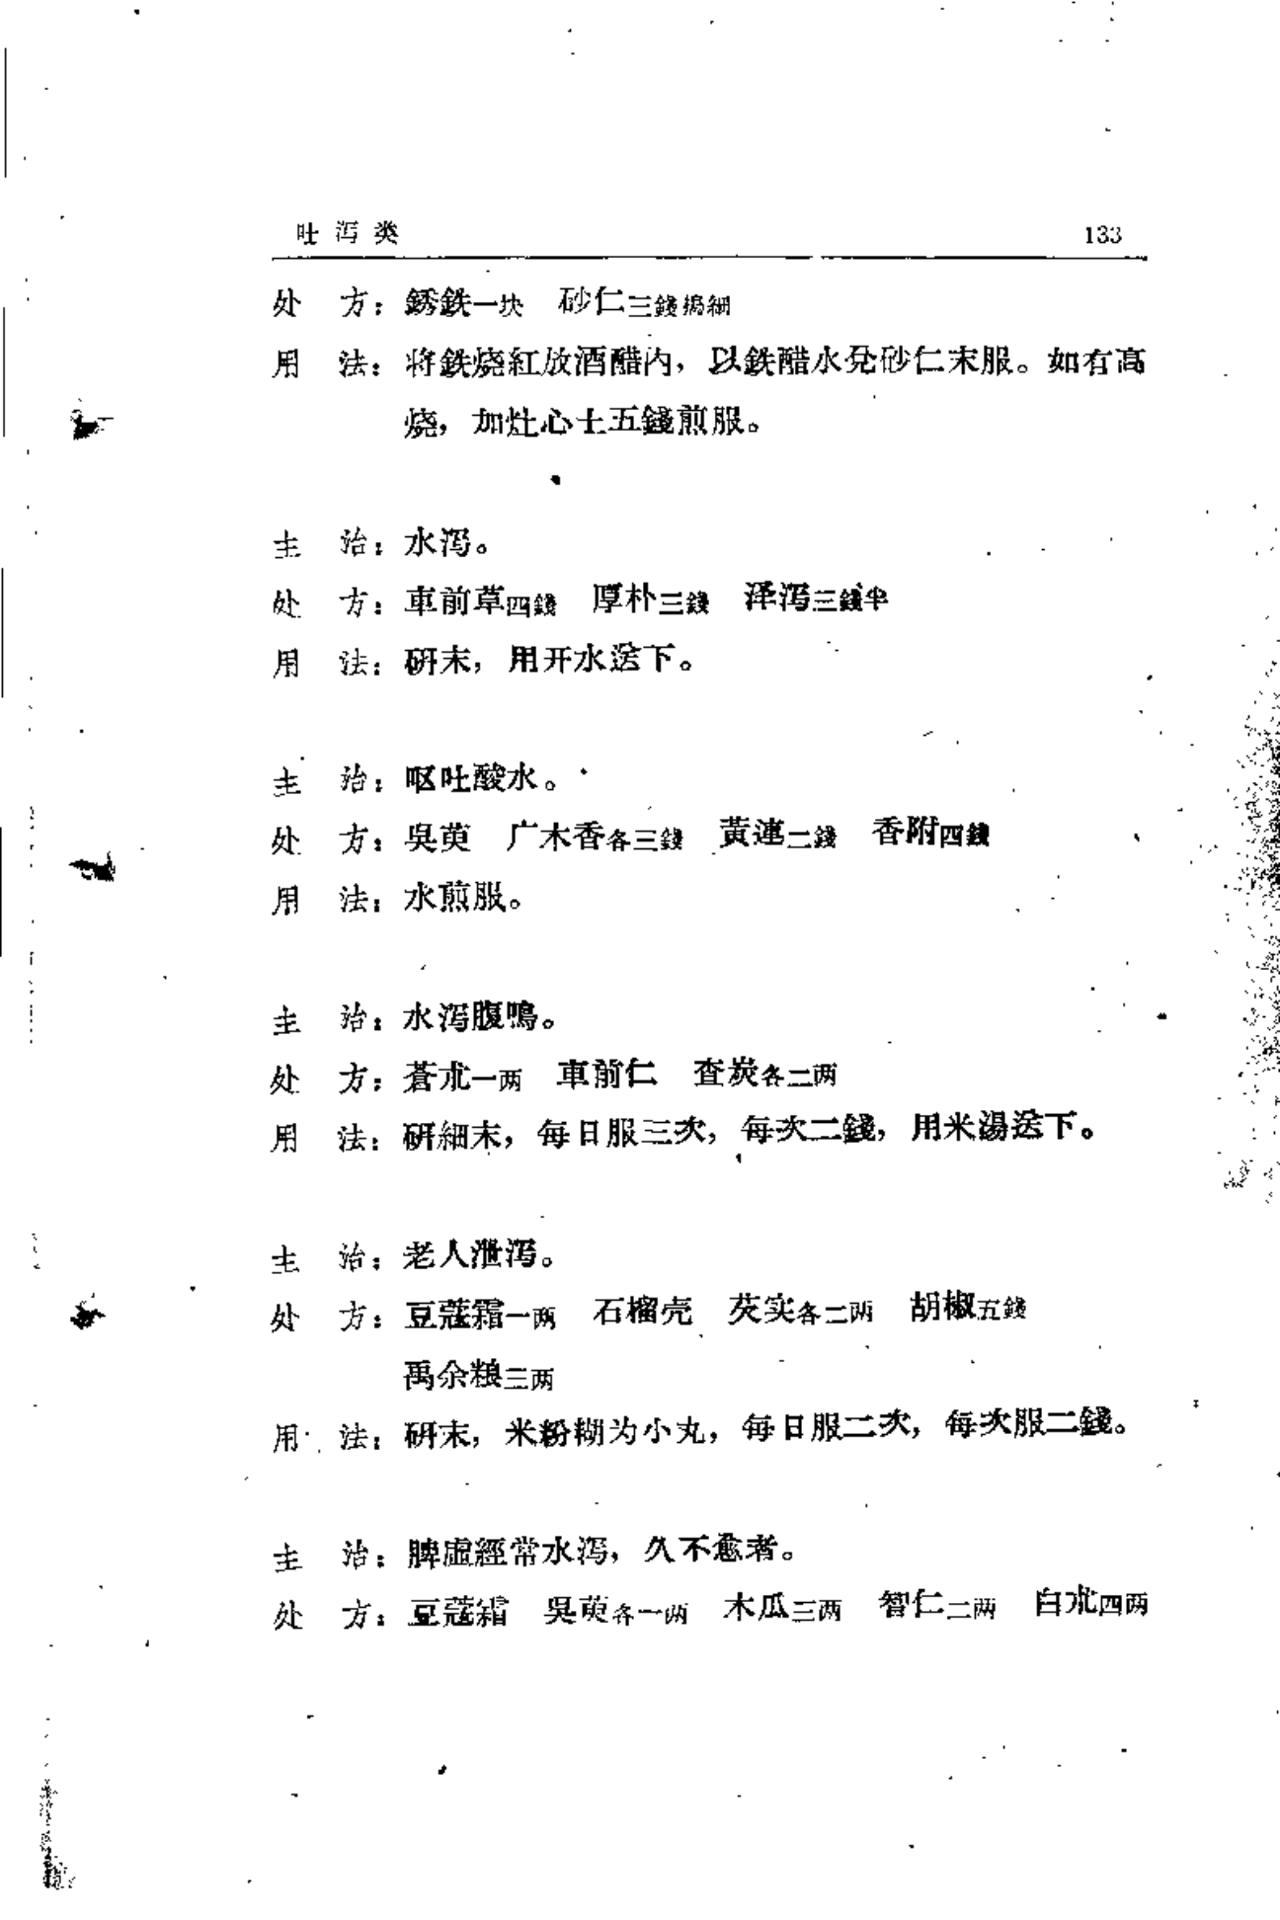 吐泻类 133
处　方：銹鉄一块　砂仁三錢搗細
用　法：将鉄燒紅放酒醋內，以鉄醋水兌砂仁末服。如有高
燒，加灶心土五錢煎服。
主　治：水泻。
处　方：車前草四錢　厚朴三錢　泽泻三錢半
用　法：研末，用开水送下。
主　治：呕吐酸水。
处　方：吳萸　广木香各三錢　黃連二錢　香附四錢
用　法：水煎服。
主　治：水泻腹鳴。
处　方：蒼朮一两　車前仁　查炭各二两
用　法：研細末，每日服三次，每次二錢，用米湯送下。
主　治：老人泄泻。
处　方：豆蔻霜一两　石榴壳　芡实各二两　胡椒五錢
禹余粮三两
用　法：研末，米粉糊为小丸，每日服二次，每次服二錢。
主　治：脾虛經常水泻，久不愈者。
处　方：豆蔻霜　吳萸各一两　木瓜三两　智仁二两　白朮四两